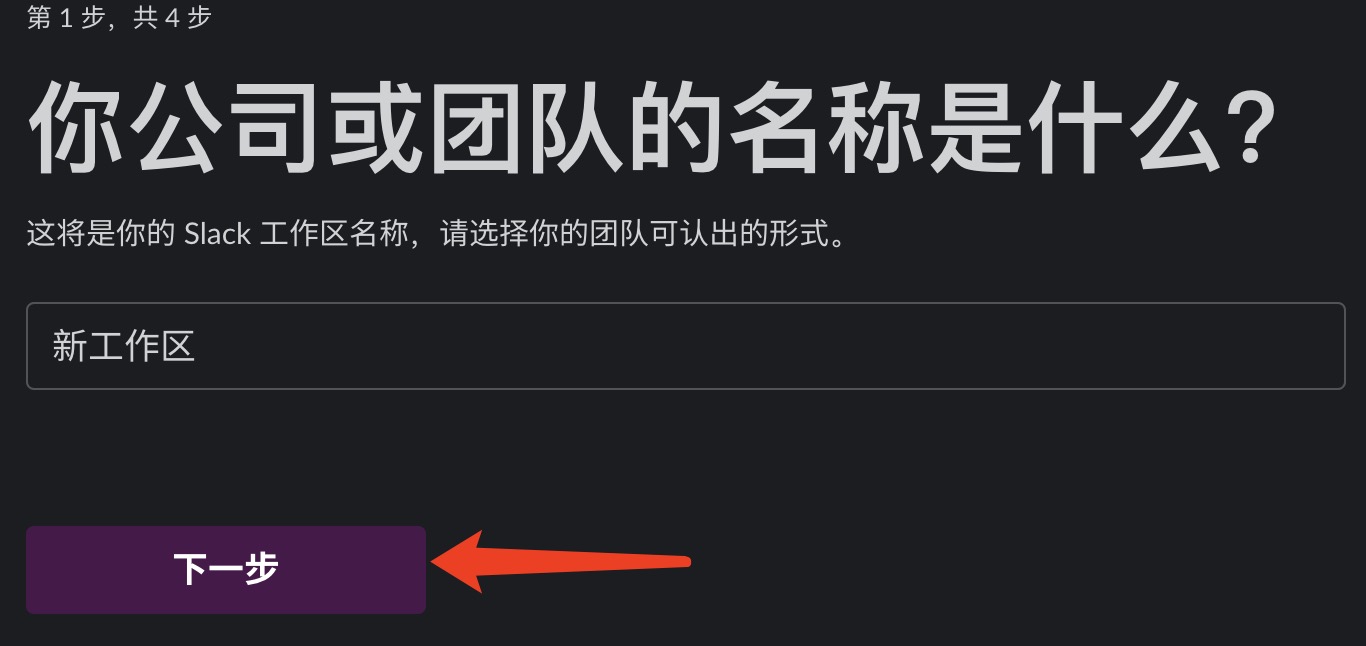 第 1 步，共 4 步
你公司或团队的名称是什么？
这将是你的 Slack 工作区名称，请选择你的团队可认出的形式。
新工作区
下一步